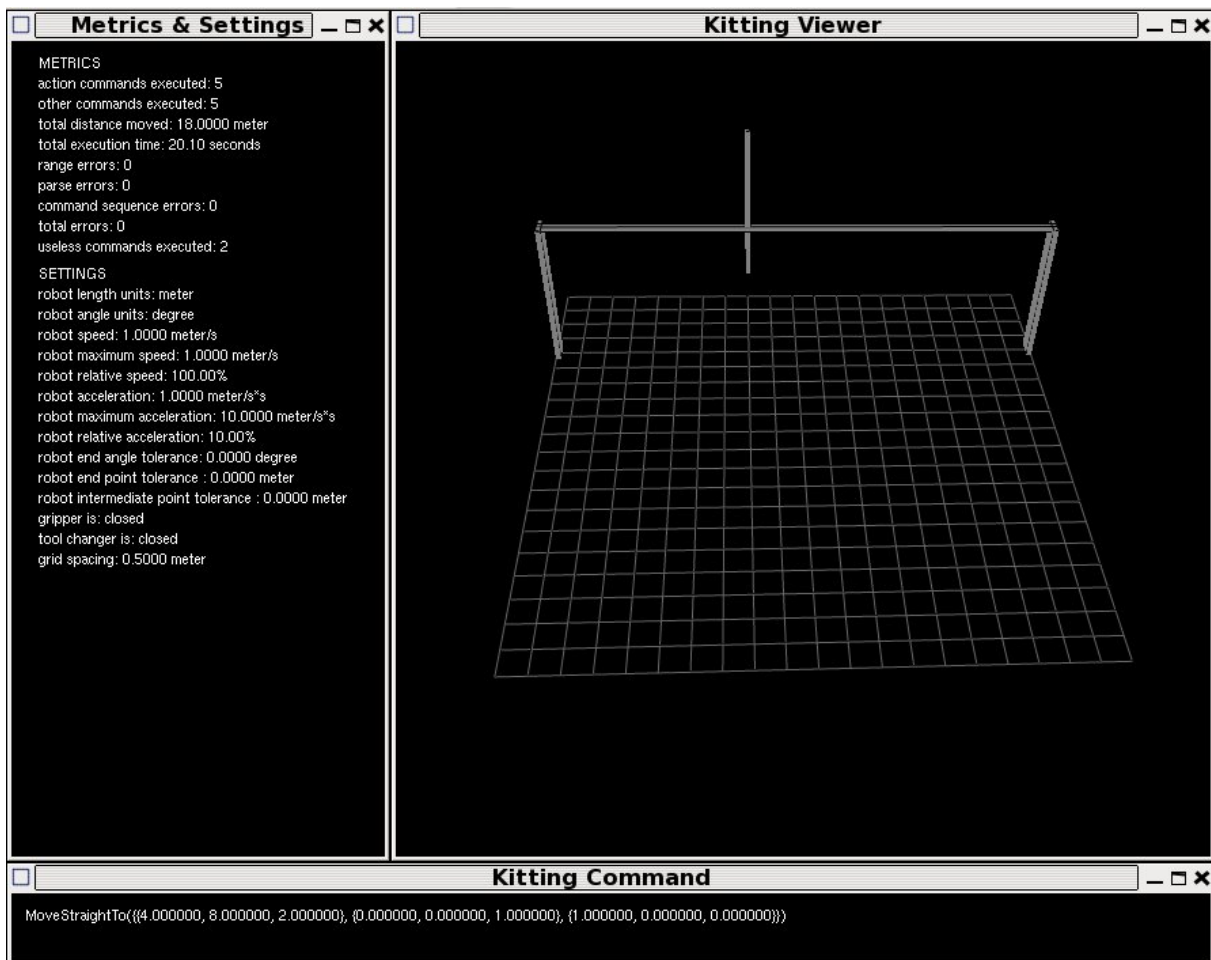 Metrics & Settings
METRICS
action commands executed: 5
other commands executed: 5
total distance moved: 18.0000 meter
total execution time: 20.10 seconds
range errors: 0
parse errors: 0
command sequence errors: 0
total errors: 0
useless commands executed: 2
SETTINGS
robot length units: meter
robot angle units: degree
robot speed: 1.0000 meter/s
robot maximum speed: 1.0000 meter/s
robot relative speed: 100.00%
robot acceleration: 1.0000 meter/s*s
robot maximum acceleration: 10.0000 meter/s*s
robot relative acceleration: 10.00%
robot end angle tolerance: 0.0000 degree
robot end point tolerance : 0.0000 meter
robot intermediate point tolerance : 0.0000 meter
gripper is: closed
tool changer is: closed
grid spacing: 0.5000 meter
Kitting Viewer
Kitting Command
MoveStraightTo({{4.000000, 8.000000, 2.000000}, {0.000000, 0.000000, 1.000000}, {1.000000, 0.000000, 0.000000}})